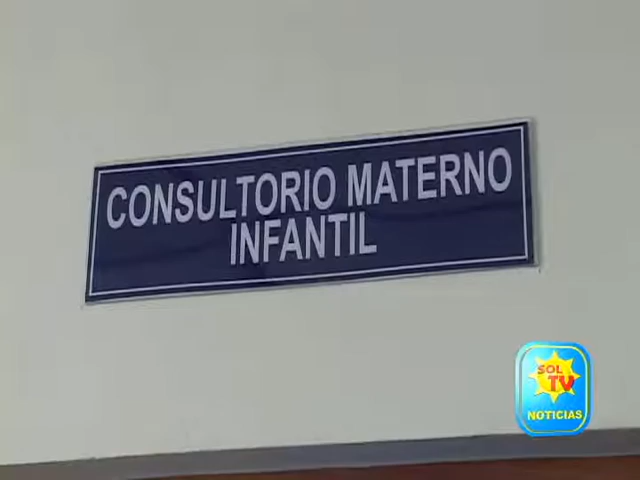 CONSULTORIO MATERNO
INFANTIL
SOL
TV
NOTICIAS